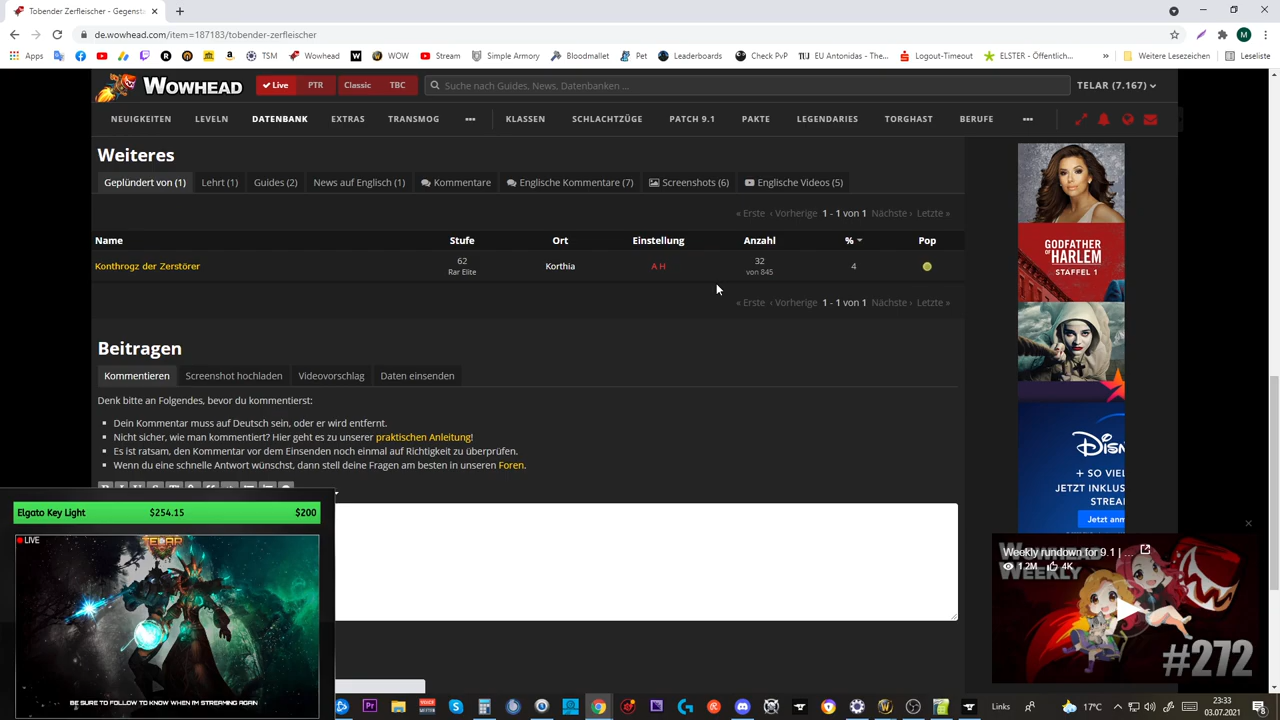 Tobender Zerfleischer - Gegenst
de.wowhead.com/item=187183/tobender-zerfleischer
M
Apps
TSM
Wowhead
WOW
Stream
Simple Armory
Bloodmallet
Pet
Leaderboards
Check PvP
EU Antonidas - The...
Logout-Timeout
ELSTER - Öffentlich...
»
Weitere Lesezeichen
Leseliste
WOWHEAD
Live
PTR
Classic
TBC
Suche nach Guides, News, Datenbanken ...
TELAR (7.167)
NEUIGKEITEN
LEVELN
DATENBANK
EXTRAS
TRANSMOG
KLASSEN
SCHLACHTZÜGE
PATCH 9.1
PAKTE
LEGENDARIES
TORGHAST
BERUFE
Weiteres
Geplündert von (1)
Lehrt (1)
Guides (2)
News auf Englisch (1)
Kommentare
Englische Kommentare (7)
Screenshots (6)
Englische Videos (5)
« Erste ‹ Vorherige 1 - 1 von 1 Nächste › Letzte »
Name Stufe Ort Einstellung Anzahl % Pop
Konthrogz der Zerstörer 62 Korthia A H 32 4
Rar Elite von 845
« Erste ‹ Vorherige 1 - 1 von 1 Nächste › Letzte »
Beitragen
Kommentieren
Screenshot hochladen
Videovorschlag
Daten einsenden
Denk bitte an Folgendes, bevor du kommentierst:
Dein Kommentar muss auf Deutsch sein, oder er wird entfernt.
Nicht sicher, wie man kommentiert? Hier geht es zu unserer praktischen Anleitung!
Es ist ratsam, den Kommentar vor dem Einsenden noch einmal auf Richtigkeit zu überprüfen.
Wenn du eine schnelle Antwort wünschst, dann stell deine Fragen am besten in unseren Foren.
GODFATHER
OF HARLEM
STAFFEL 1
+ SO VIEL
JETZT INKLUS
STREA
Jetzt anm
Elgato Key Light $254.15 $200
LIVE
TELAR
BE SURE TO FOLLOW TO KNOW WHEN I'M STREAMING AGAIN
Weekly rundown for 9.1 | ...
1.2M 4K
WOWHEAD
WEEKLY
#272
Links
17°C
23:33
03.07.2021